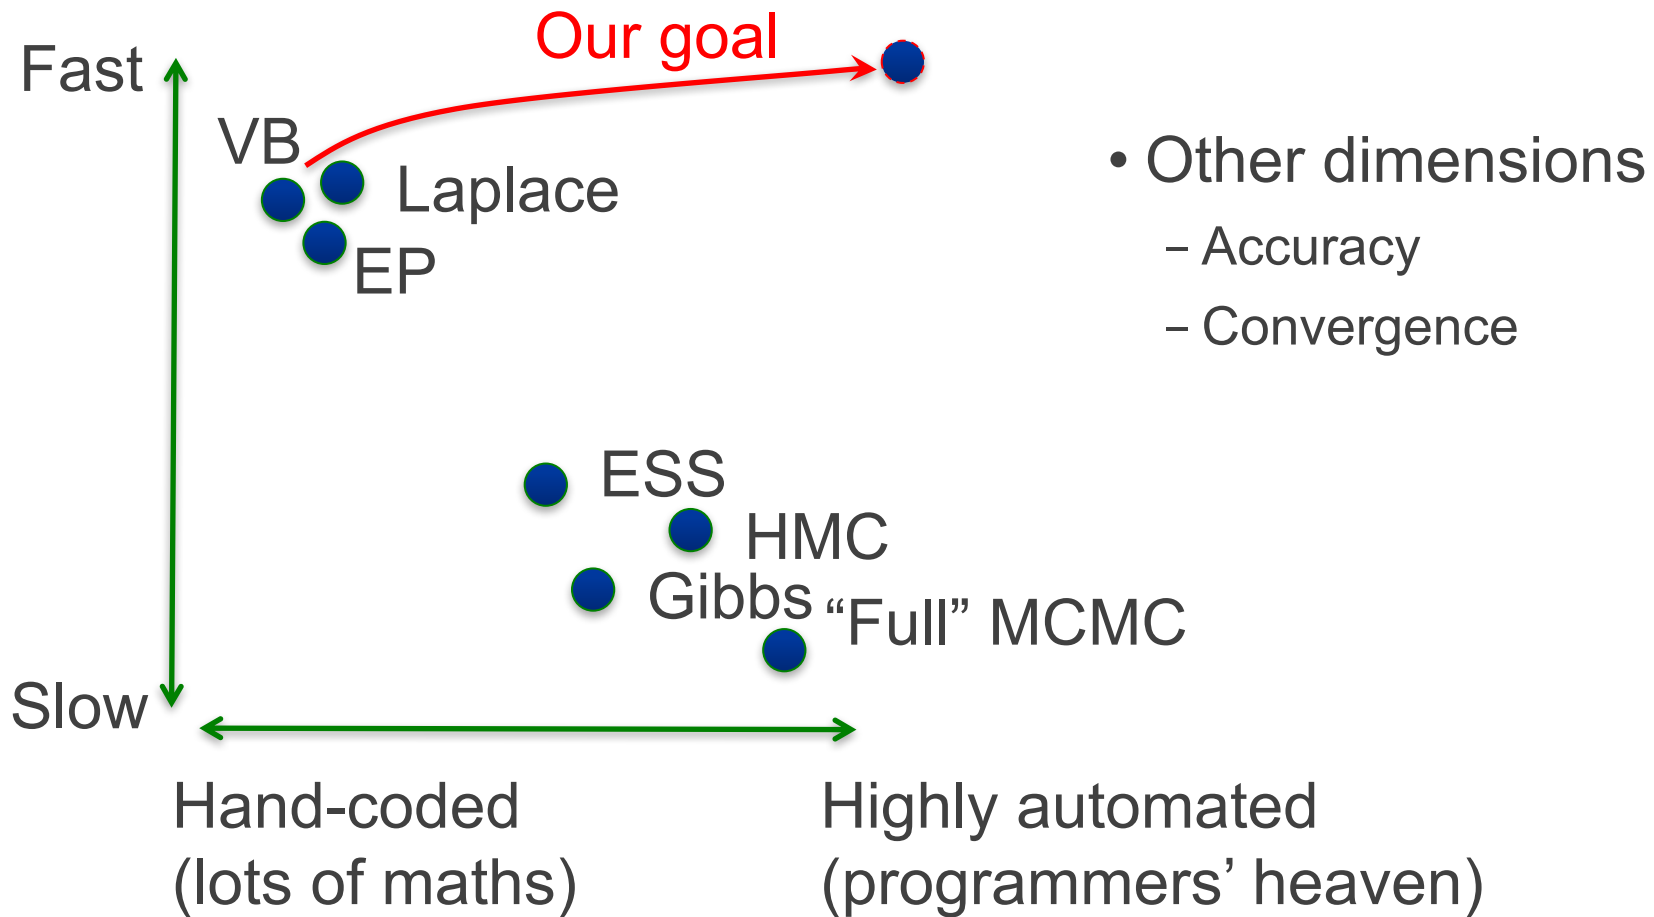 Our goal
Fast
VB
Laplace
EP
• Other dimensions
– Accuracy
– Convergence
ESS
HMC
Gibbs
“Full” MCMC
Slow
Hand-coded
(lots of maths)
Highly automated
(programmers’ heaven)